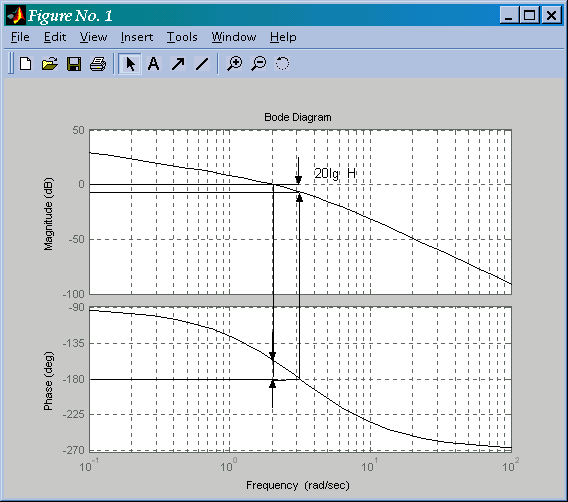 Figure No. 1
File Edit View Insert Tools Window Help
A
Bode Diagram
50
0
-50
-100
Magnitude (dB)
20lg H
-90
-135
-180
-225
-270
Phase (deg)
10^-1
10^0
10^1
10^2
Frequency (rad/sec)